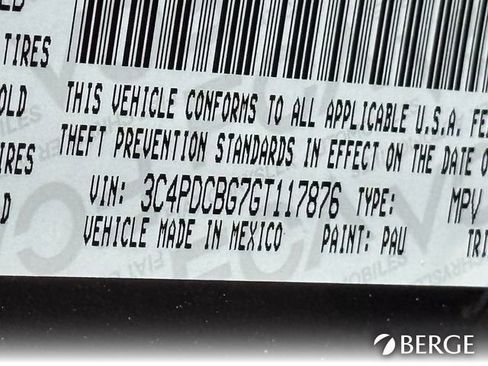 TIRES
OLD
THIS VEHICLE CONFORMS TO ALL APPLICABLE U.S.A. FE
IRES
THEFT PREVENTION STANDARDS IN EFFECT ON THE DATE O
VIN: 3C4PDCBG7GT117876 TYPE: MPV
D
VEHICLE MADE IN MEXICO PAINT: PAU TRI
BERGE